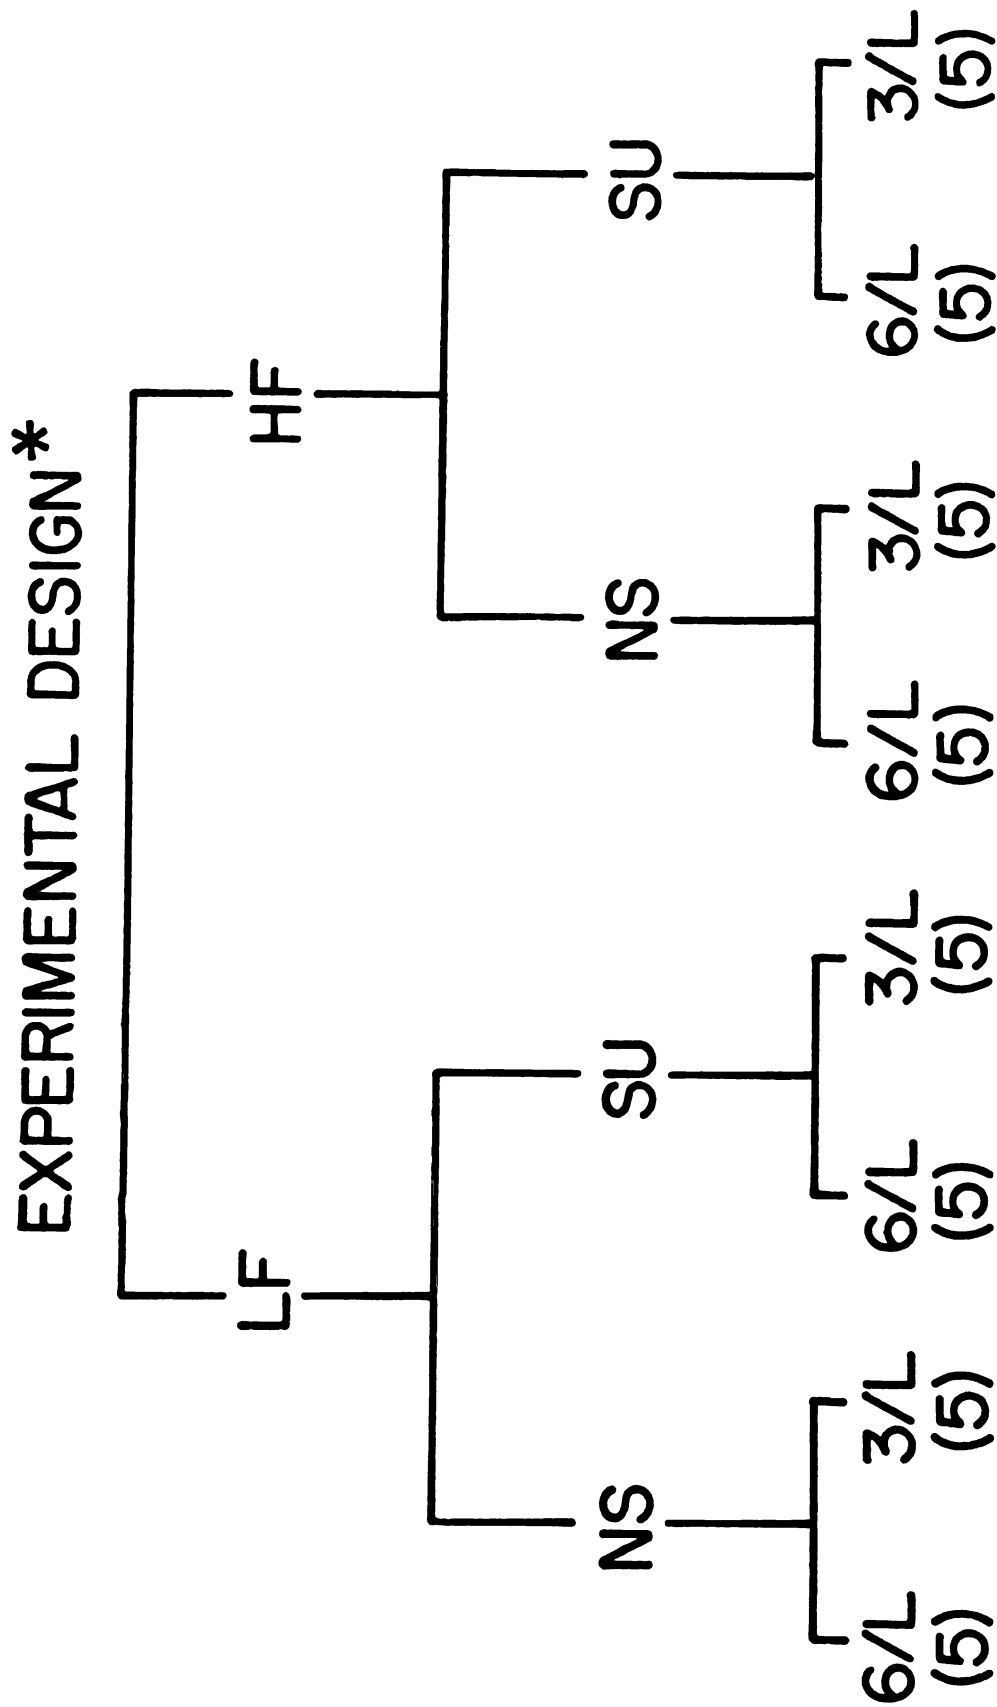 EXPERIMENTAL DESIGN*
LF HF
NS SU NS SU
6/L 3/L 6/L 3/L 6/L 3/L 6/L 3/L
(5) (5) (5) (5) (5) (5) (5) (5)